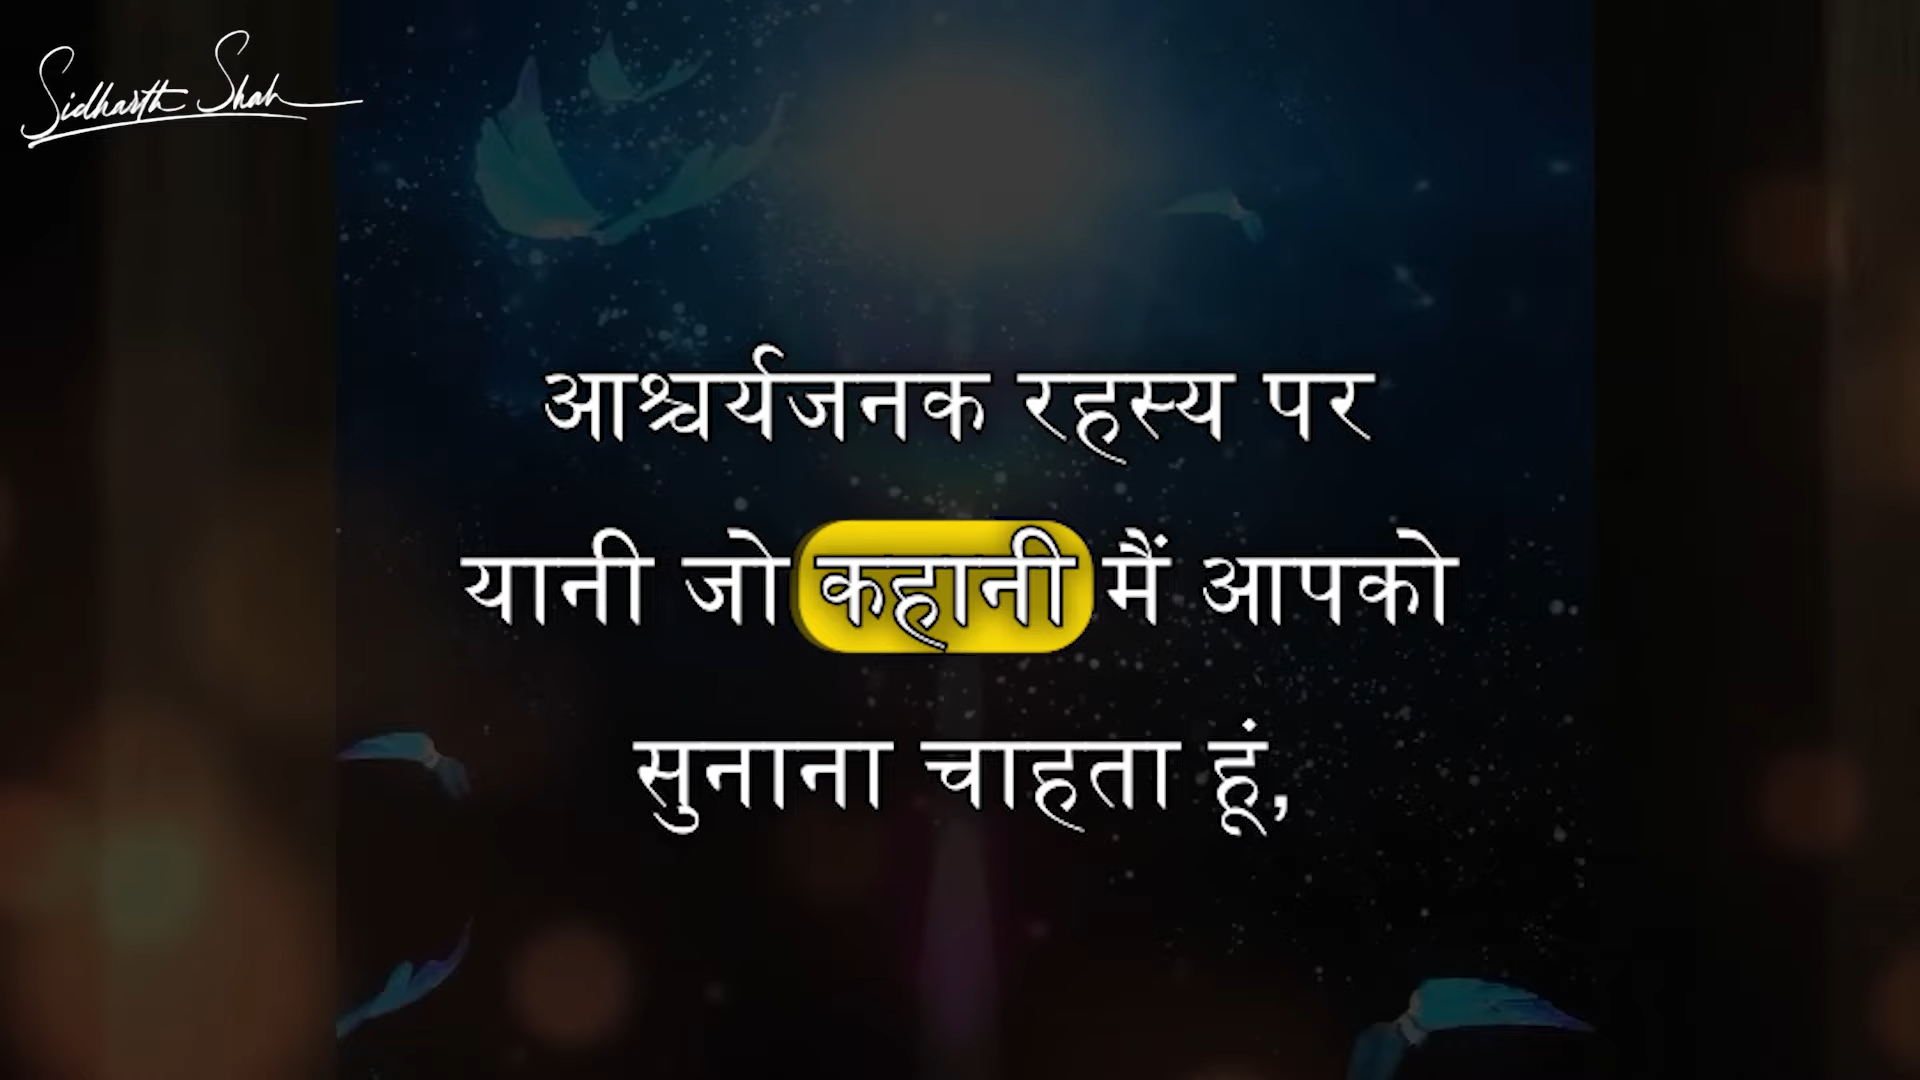 Sidharth Shah
आश्चर्यजनक रहस्य पर
यानी जो कहानी मैं आपको
सुनाना चाहता हूं,